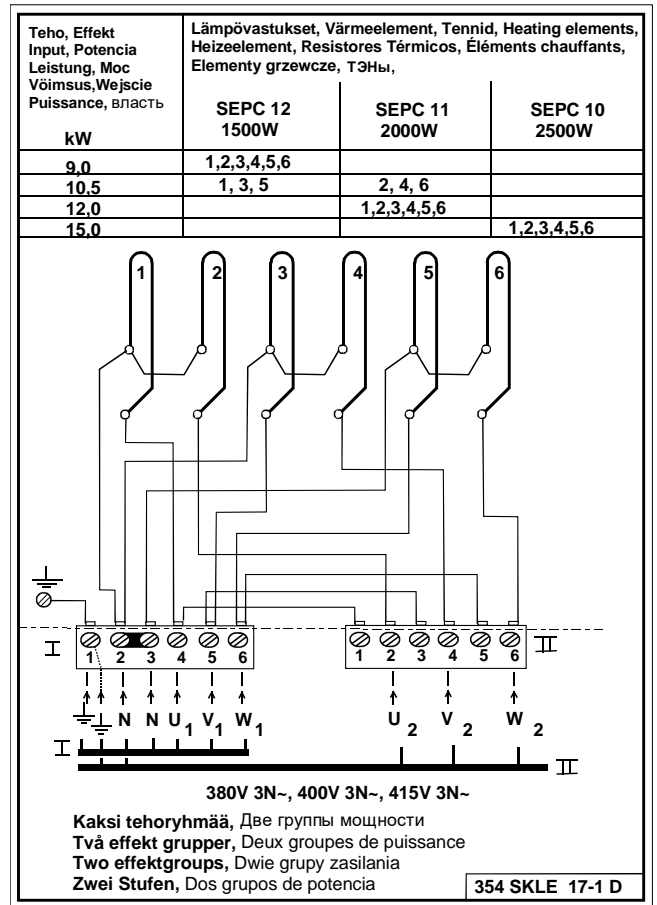 Teho, Effekt
Input, Potencia
Leistung, Moc
Vöimsus,Wejscie
Puissance, власть
kW
Lämpövastukset, Värmeelement, Tennid, Heating elements,
Heizeelement, Resistores Térmicos, Éléments chauffants,
Elementy grzewcze, ТЭНы,
SEPC 12 SEPC 11 SEPC 10
1500W 2000W 2500W
9,0 1,2,3,4,5,6
10,5 1, 3, 5 2, 4, 6
12,0 1,2,3,4,5,6
15,0 1,2,3,4,5,6
1 2 3 4 5 6
I 1 2 3 4 5 6 1 2 3 4 5 6 II
N N U1 V1 W1 U2 V2 W2
I
II
380V 3N~, 400V 3N~, 415V 3N~
Kaksi tehoryhmää, Две группы мощности
Två effekt grupper, Deux groupes de puissance
Two effektgroups, Dwie grupy zasilania
Zwei Stufen, Dos grupos de potencia
354 SKLE 17-1 D